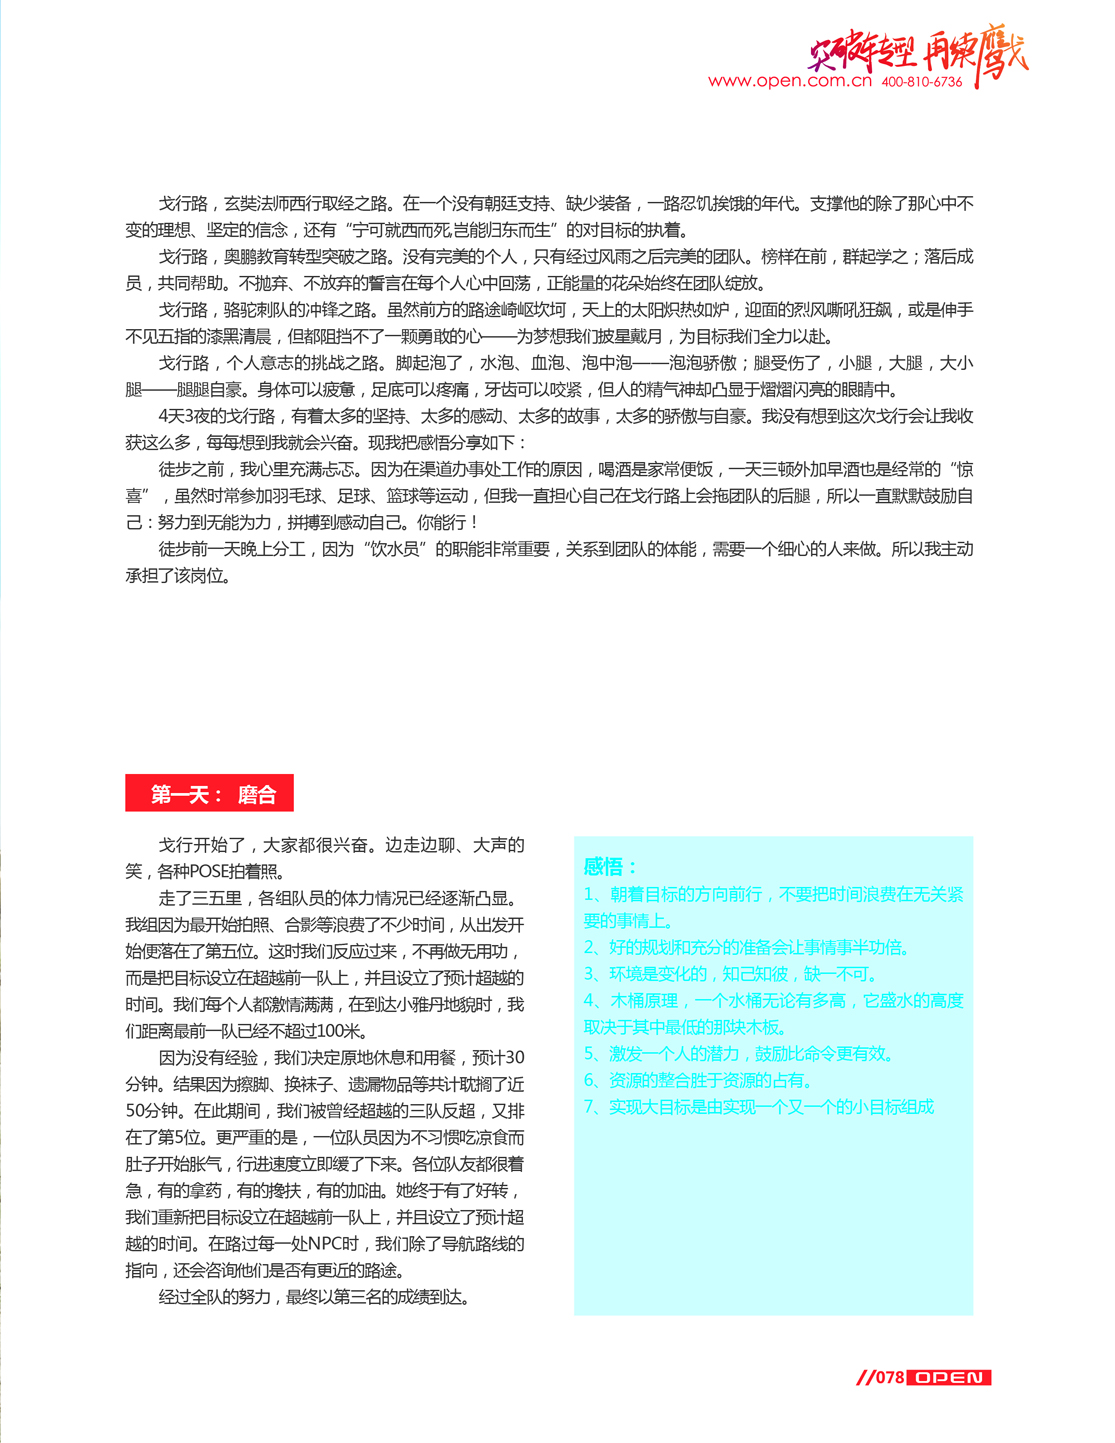 突破转型 再续鹰戈
www.open.com.cn 400-810-6736
戈行路，玄奘法师西行取经之路。在一个没有朝廷支持、缺少装备，一路忍饥挨饿的年代。支撑他的除了那心中不
变的理想、坚定的信念，还有“宁可就西而死,岂能归东而生”的对目标的执着。
戈行路，奥鹏教育转型突破之路。没有完美的个人，只有经过风雨之后完美的团队。榜样在前，群起学之；落后成
员，共同帮助。不抛弃、不放弃的誓言在每个人心中回荡，正能量的花朵始终在团队绽放。
戈行路，骆驼刺队的冲锋之路。虽然前方的路途崎岖坎坷，天上的太阳炽热如炉，迎面的烈风嘶吼狂飙，或是伸手
不见五指的漆黑清晨，但都阻挡不了一颗勇敢的心——为梦想我们披星戴月，为目标我们全力以赴。
戈行路，个人意志的挑战之路。脚起泡了，水泡、血泡、泡中泡——泡泡骄傲；腿受伤了，小腿，大腿，大小
腿——腿腿自豪。身体可以疲惫，足底可以疼痛，牙齿可以咬紧，但人的精气神却凸显于熠熠闪亮的眼睛中。
4天3夜的戈行路，有着太多的坚持、太多的感动、太多的故事，太多的骄傲与自豪。我没有想到这次戈行会让我收
获这么多，每每想到我就会兴奋。现我把感悟分享如下：
徒步之前，我心里充满忐忑。因为在渠道办事处工作的原因，喝酒是家常便饭，一天三顿外加早酒也是经常的“惊
喜”，虽然时常参加羽毛球、足球、篮球等运动，但我一直担心自己在戈行路上会拖团队的后腿，所以一直默默鼓励自
己：努力到无能为力，拼搏到感动自己。你能行！
徒步前一天晚上分工，因为“饮水员”的职能非常重要，关系到团队的体能，需要一个细心的人来做。所以我主动
承担了该岗位。
第一天： 磨合
戈行开始了，大家都很兴奋。边走边聊、大声的
笑，各种POSE拍着照。
走了三五里，各组队员的体力情况已经逐渐凸显。
我组因为最开始拍照、合影等浪费了不少时间，从出发开
始便落在了第五位。这时我们反应过来，不再做无用功，
而是把目标设立在超越前一队上，并且设立了预计超越的
时间。我们每个人都激情满满，在到达小雅丹地貌时，我
们距离最前一队已经不超过100米。
因为没有经验，我们决定原地休息和用餐，预计30
分钟。结果因为擦脚、换袜子、遗漏物品等共计耽搁了近
50分钟。在此期间，我们被曾经超越的三队反超，又排
在了第5位。更严重的是，一位队员因为不习惯吃凉食而
肚子开始胀气，行进速度立即缓了下来。各位队友都很着
急，有的拿药，有的搀扶，有的加油。她终于有了好转，
我们重新把目标设立在超越前一队上，并且设立了预计超
越的时间。在路过每一处NPC时，我们除了导航路线的
指向，还会咨询他们是否有更近的路途。
经过全队的努力，最终以第三名的成绩到达。
感悟：
1、朝着目标的方向前行，不要把时间浪费在无关紧
要的事情上。
2、好的规划和充分的准备会让事情事半功倍。
3、环境是变化的，知己知彼，缺一不可。
4、木桶原理，一个水桶无论有多高，它盛水的高度
取决于其中最低的那块木板。
5、激发一个人的潜力，鼓励比命令更有效。
6、资源的整合胜于资源的占有。
7、实现大目标是由实现一个又一个的小目标组成
//078 OPEN